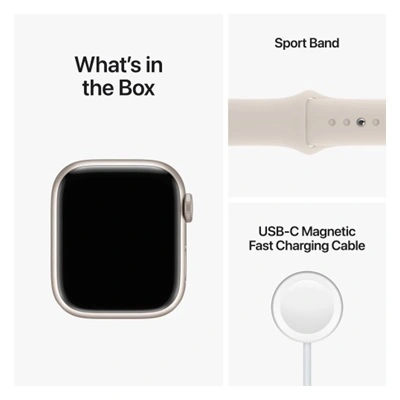 What's in
the Box
Sport Band
USB-C Magnetic
Fast Charging Cable